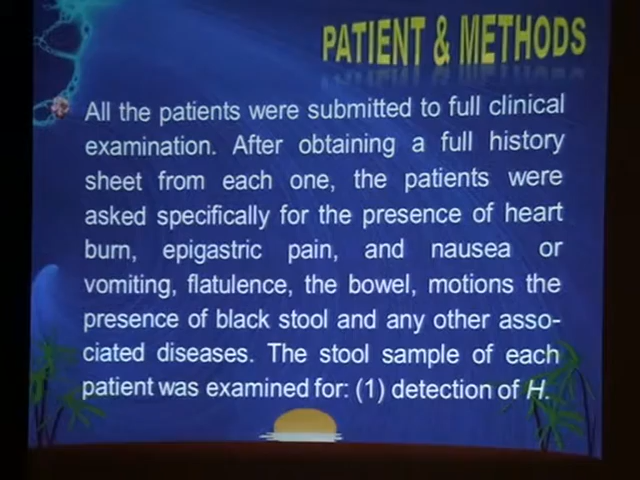 PATIENT & METHODS
All the patients were submitted to full clinical
examination. After obtaining a full history
sheet from each one, the patients were
asked specifically for the presence of heart
burn, epigastric pain, and nausea or
vomiting, flatulence, the bowel, motions the
presence of black stool and any other asso-
ciated diseases. The stool sample of each
patient was examined for: (1) detection of H.